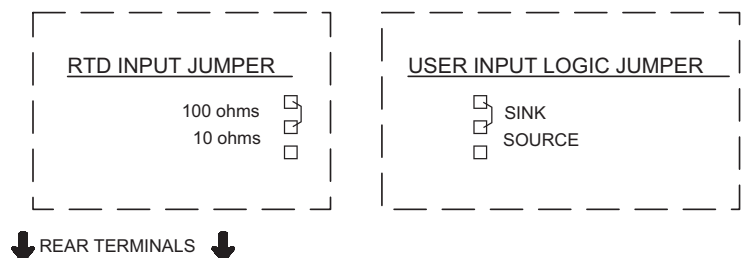 RTD INPUT JUMPER
100 ohms
10 ohms
USER INPUT LOGIC JUMPER
SINK
SOURCE
REAR TERMINALS